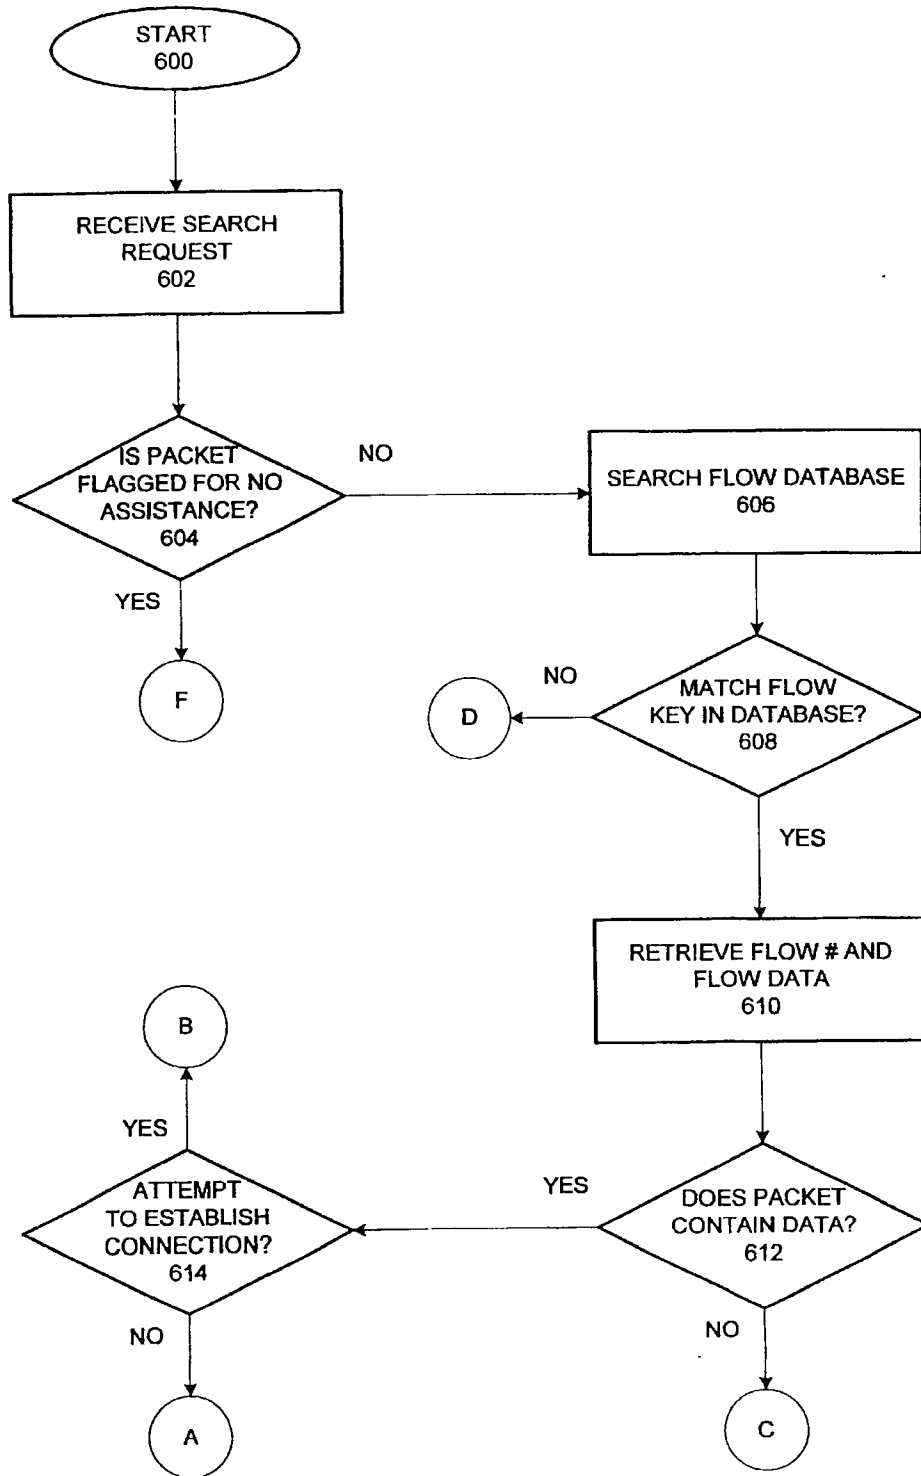 START
600
RECEIVE SEARCH
REQUEST
602
IS PACKET
FLAGGED FOR NO
ASSISTANCE?
604
NO
YES
F
SEARCH FLOW DATABASE
606
MATCH FLOW
KEY IN DATABASE?
608
NO
D
YES
RETRIEVE FLOW # AND
FLOW DATA
610
DOES PACKET
CONTAIN DATA?
612
YES
NO
C
ATTEMPT
TO ESTABLISH
CONNECTION?
614
YES
B
NO
A